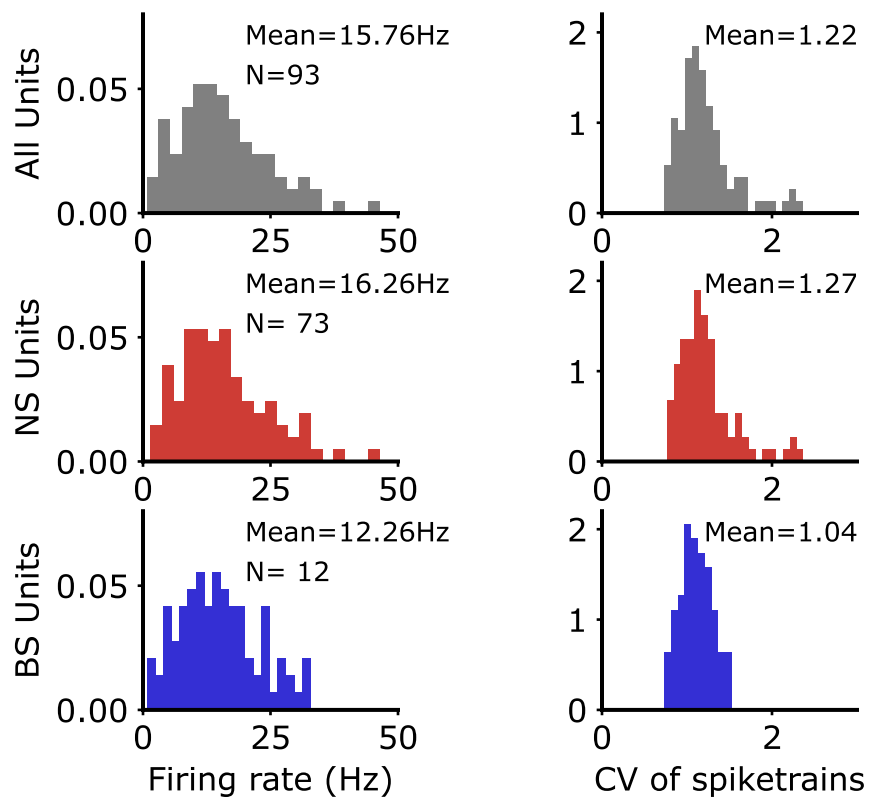 All Units
0.05
0.00
Mean=15.76Hz
N=93
0
25
50
2
1
0
Mean=1.22
0
2
NS Units
0.05
0.00
Mean=16.26Hz
N= 73
0
25
50
2
1
0
Mean=1.27
0
2
BS Units
0.05
0.00
Mean=12.26Hz
N= 12
0
25
50
Firing rate (Hz)
2
1
0
Mean=1.04
0
2
CV of spiketrains